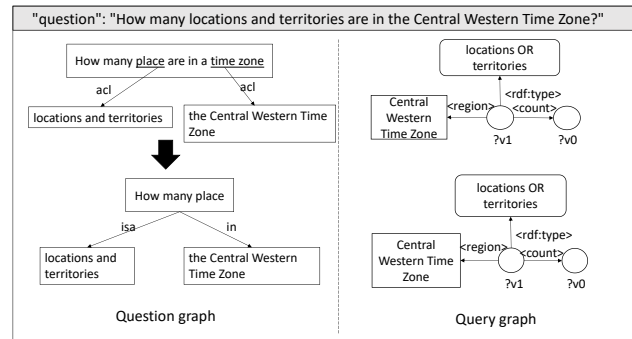 "question": "How many locations and territories are in the Central Western Time Zone?"
How many place are in a time zone
acl
acl
locations and territories
the Central Western Time
Zone
How many place
isa
in
locations and
territories
the Central Western
Time Zone
Question graph
locations OR
territories
<rdf:type>
<count>
Central
Western
Time Zone
<region>
?v1
?v0
locations OR
territories
<rdf:type>
<count>
Central
Western Time
Zone
<region>
?v1
?v0
Query graph